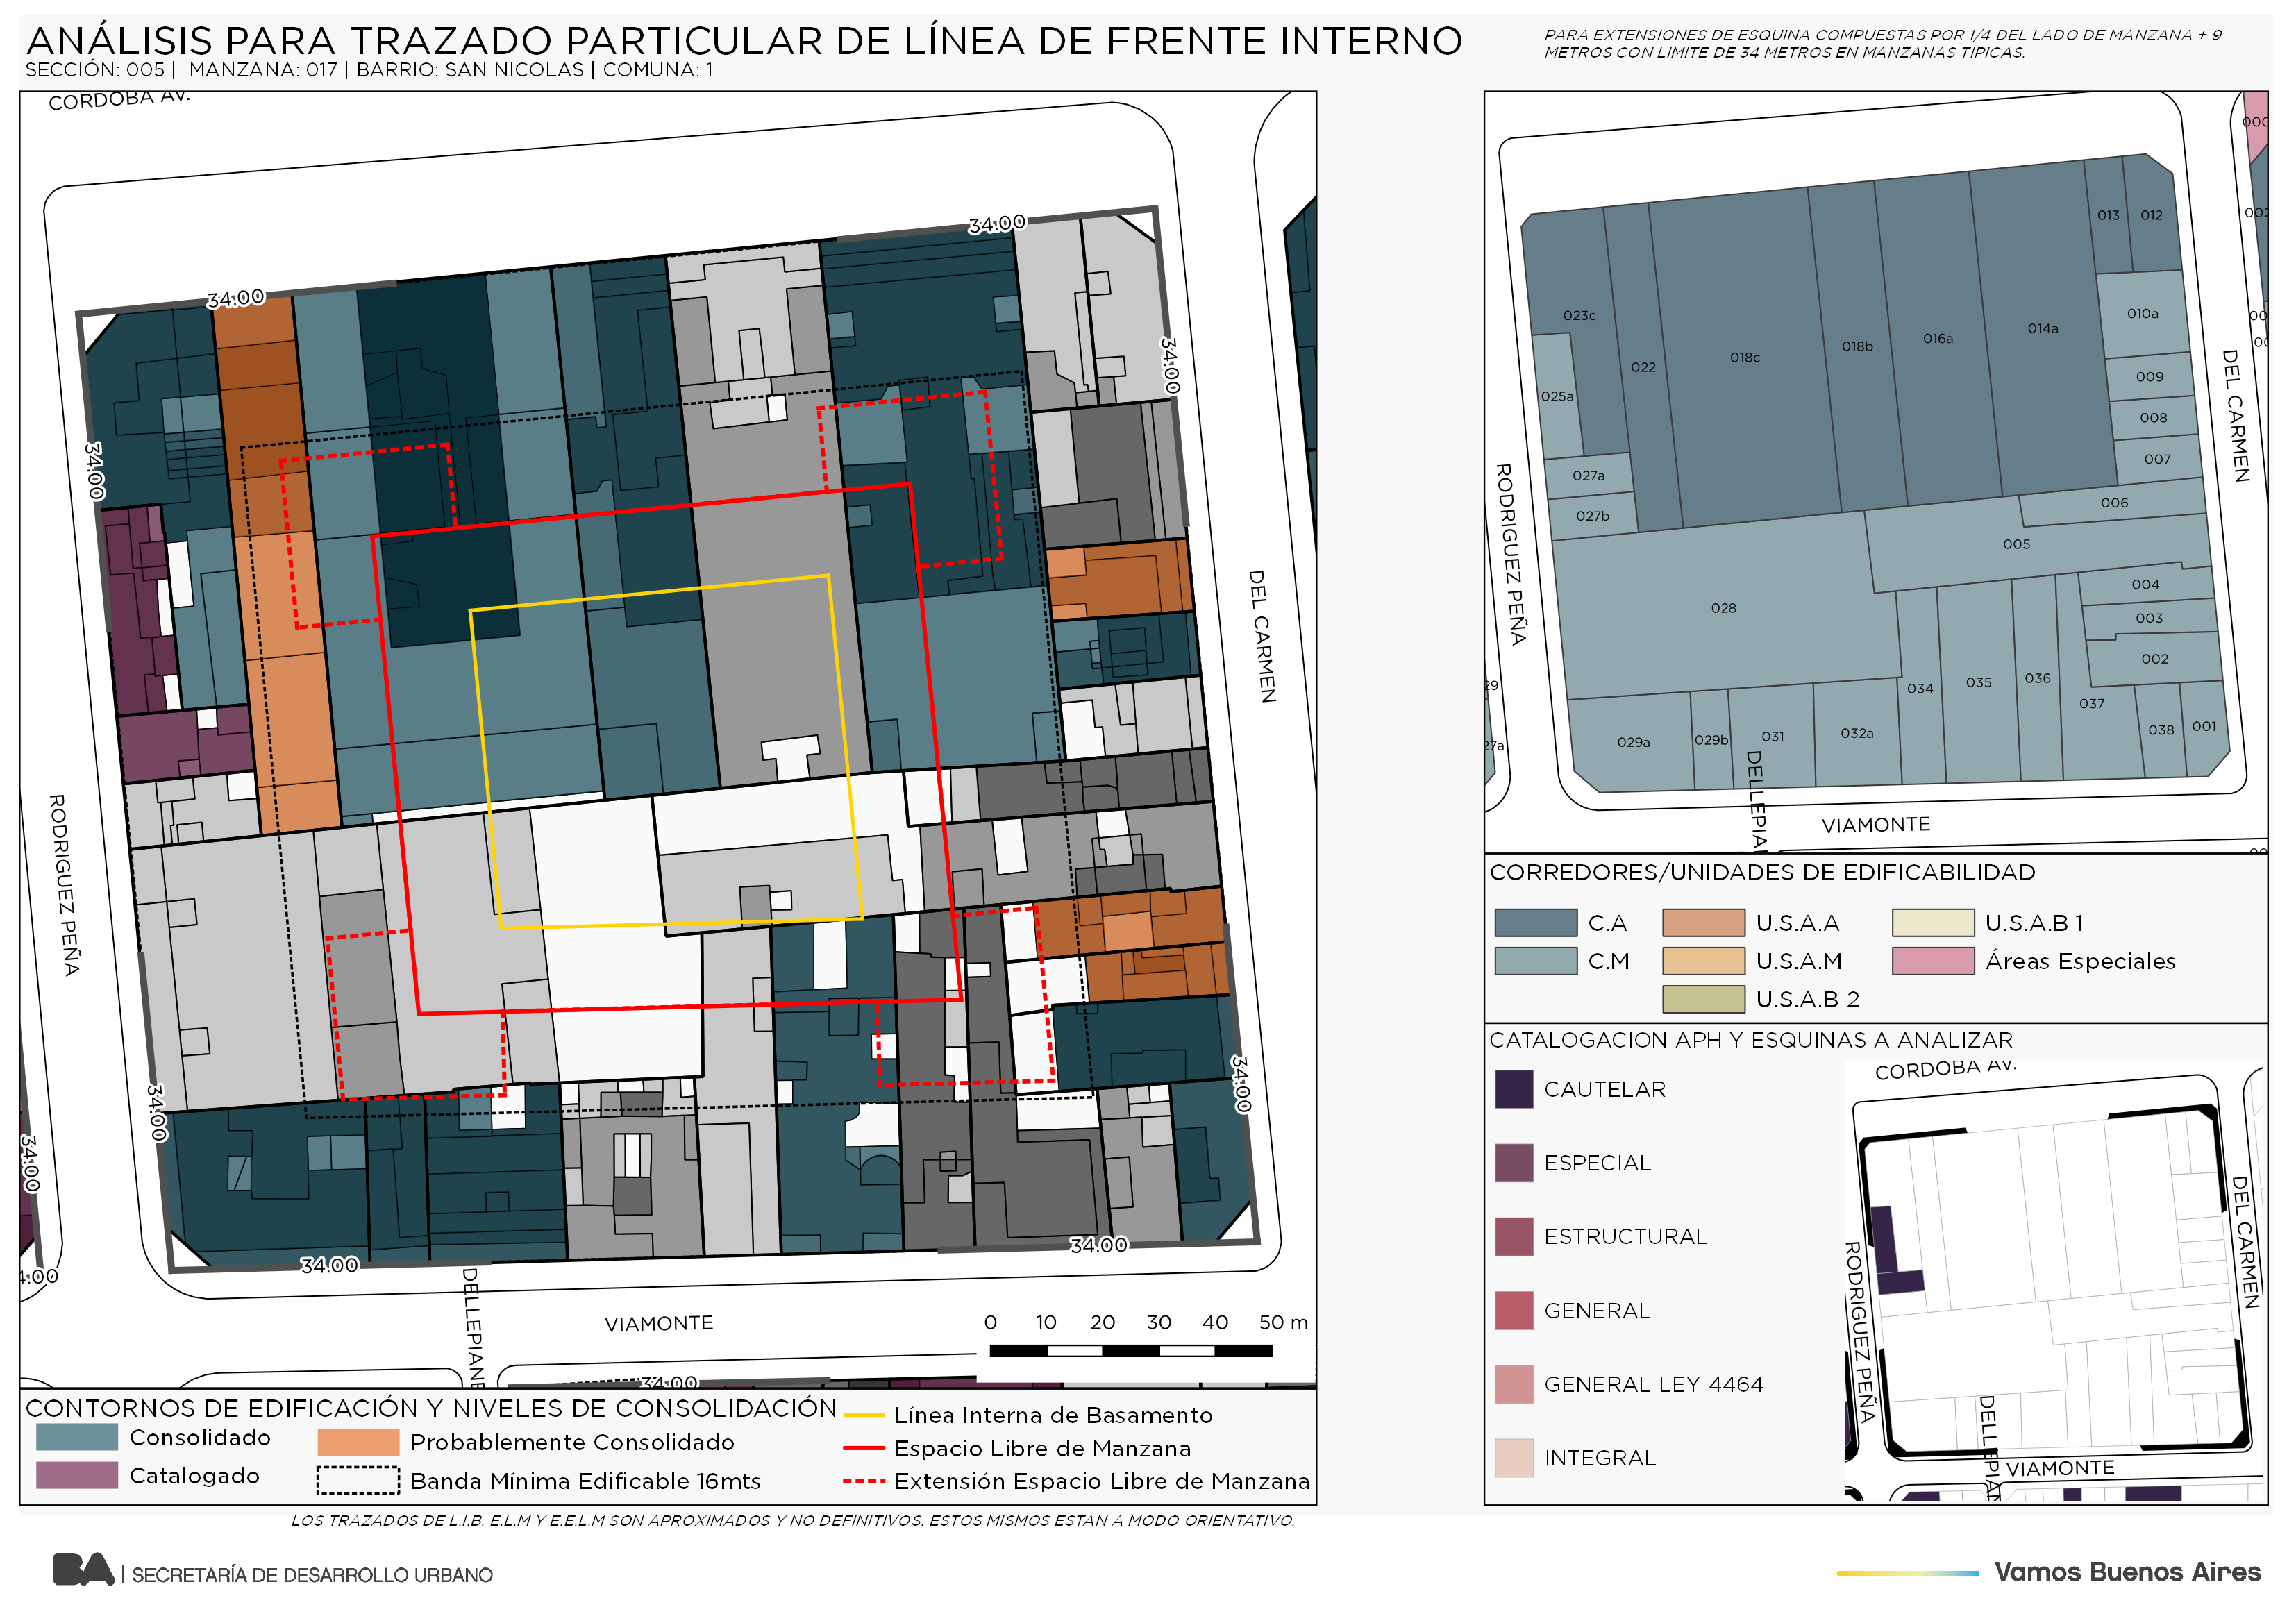 ANÁLISIS PARA TRAZADO PARTICULAR DE LÍNEA DE FRENTE INTERNO
SECCIÓN: 005 | MANZANA: 017 | BARRIO: SAN NICOLAS | COMUNA: 1
PARA EXTENSIONES DE ESQUINA COMPUESTAS POR 1/4 DEL LADO DE MANZANA + 9
METROS CON LIMITE DE 34 METROS EN MANZANAS TIPICAS.
CORDOBA AV.
34.00
34.00
34.00
34.00
DEL CARMEN
RODRIGUEZ PEÑA
34.00
34.00
34.00
34.00
34.00
DELLEPIANE
VIAMONTE
0 10 20 30 40 50 m
34.00
CONTORNOS DE EDIFICACIÓN Y NIVELES DE CONSOLIDACIÓN
Consolidado
Catalogado
Probablemente Consolidado
Banda Mínima Edificable 16mts
Línea Interna de Basamento
Espacio Libre de Manzana
Extensión Espacio Libre de Manzana
LOS TRAZADOS DE L.I.B. E.L.M Y E.E.L.M SON APROXIMADOS Y NO DEFINITIVOS. ESTOS MISMOS ESTAN A MODO ORIENTATIVO.
013
012
023c
010a
022
018c
018b
016a
014a
025a
009
008
007
027a
027b
006
005
028
004
003
002
034
035
036
037
029a
029b
031
032a
038
001
27a
RODRIGUEZ PEÑA
DEL CARMEN
VIAMONTE
CORREDORES/UNIDADES DE EDIFICABILIDAD
C.A
C.M
U.S.A.A
U.S.A.M
U.S.A.B 2
U.S.A.B 1
Áreas Especiales
CATALOGACION APH Y ESQUINAS A ANALIZAR
CAUTELAR
ESPECIAL
ESTRUCTURAL
GENERAL
GENERAL LEY 4464
INTEGRAL
CORDOBA AV.
DEL CARMEN
RODRIGUEZ PEÑA
VIAMONTE
BA | SECRETARÍA DE DESARROLLO URBANO
Vamos Buenos Aires